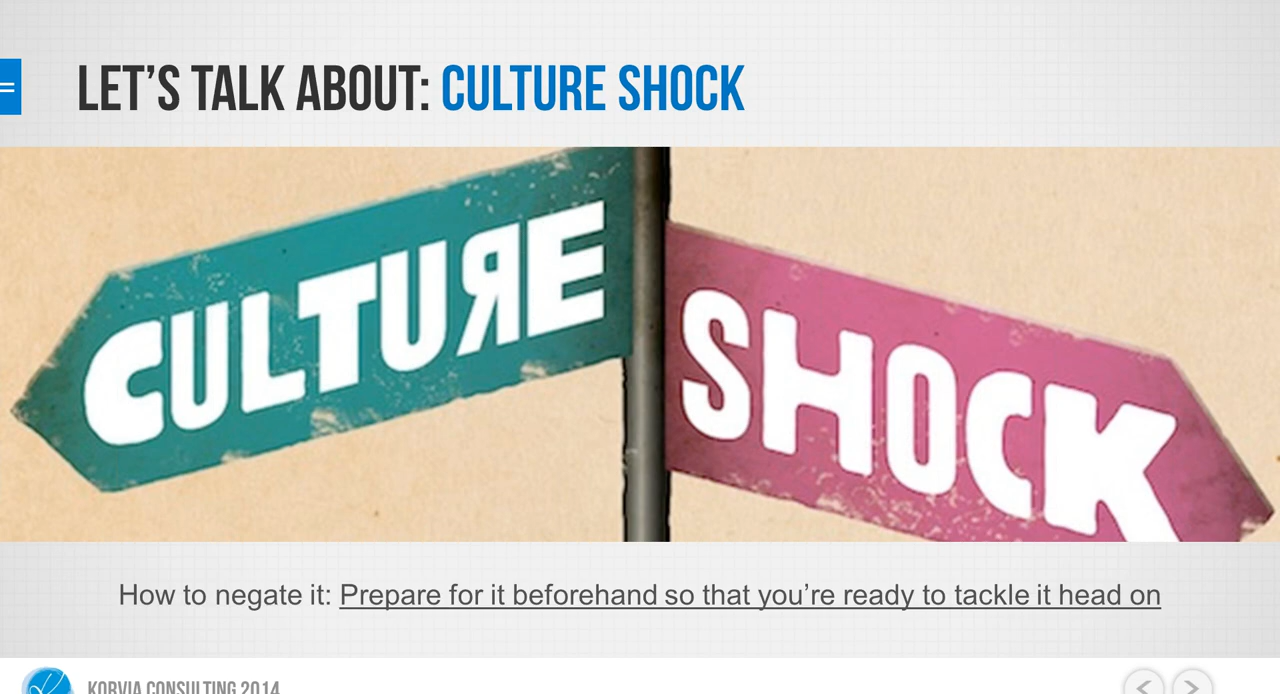 LET’S TALK ABOUT: CULTURE SHOCK
CULTURE
SHOCK
How to negate it: Prepare for it beforehand so that you’re ready to tackle it head on
KORVIA CONSULTING 2014